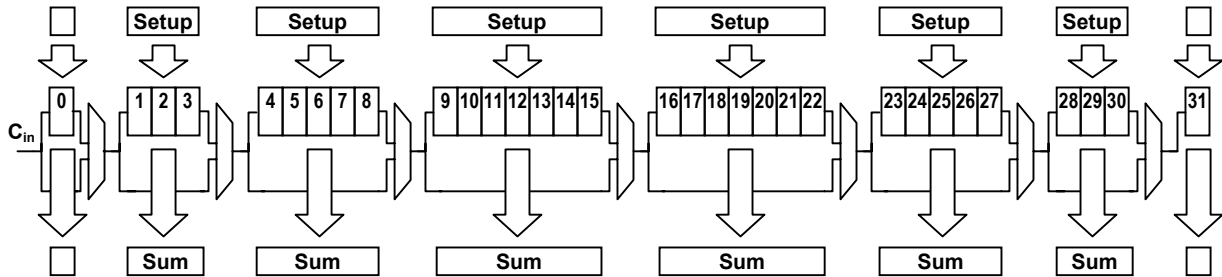 Setup Setup Setup Setup Setup Setup
0 1 2 3 4 5 6 7 8 9 10 11 12 13 14 15 16 17 18 19 20 21 22 23 24 25 26 27 28 29 30 31
Cin
Sum Sum Sum Sum Sum Sum